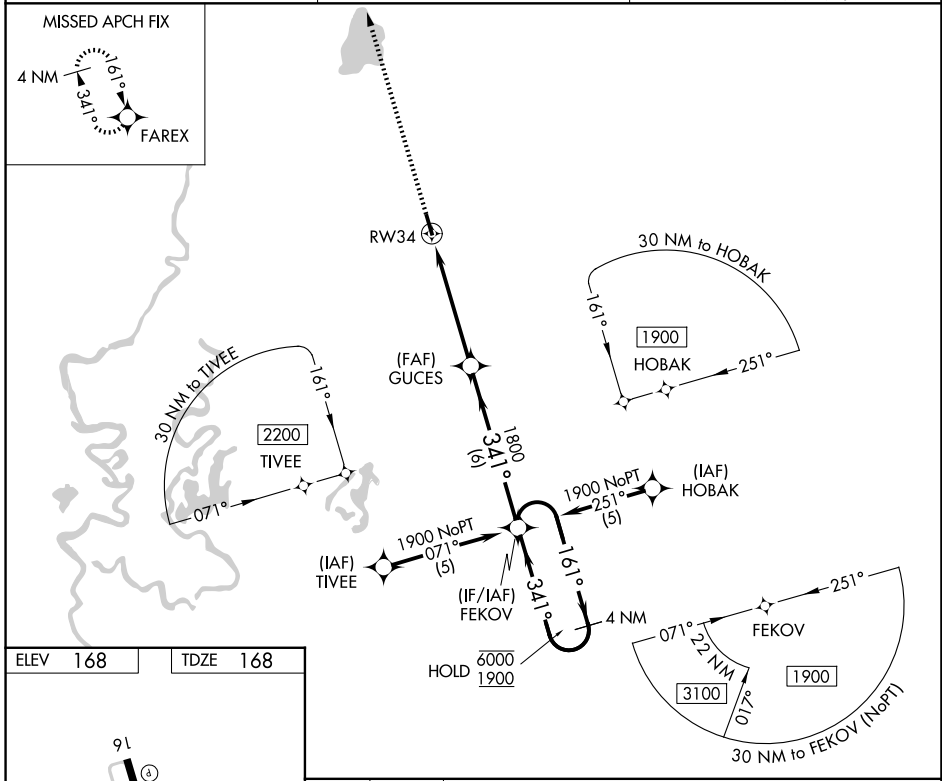 MISSED APCH FIX
4 NM
161°
341°
FAREX
RW34
30 NM to HOBAK
161°
1900
HOBAK
251°
(FAF)
GUCES
30 NM to TIVEE
161°
2200
TIVEE
071°
1800
341°
(6)
(IAF)
HOBAK
1900 NoPT
251°
(5)
1900 NoPT
071°
(5)
(IAF)
TIVEE
(IF/IAF)
FEKOV
161°
341°
4 NM
HOLD
6000
1900
251°
071°
FEKOV
22 NM
3100
017°
1900
30 NM to FEKOV (NoPT)
ELEV 168
TDZE 168
16
P